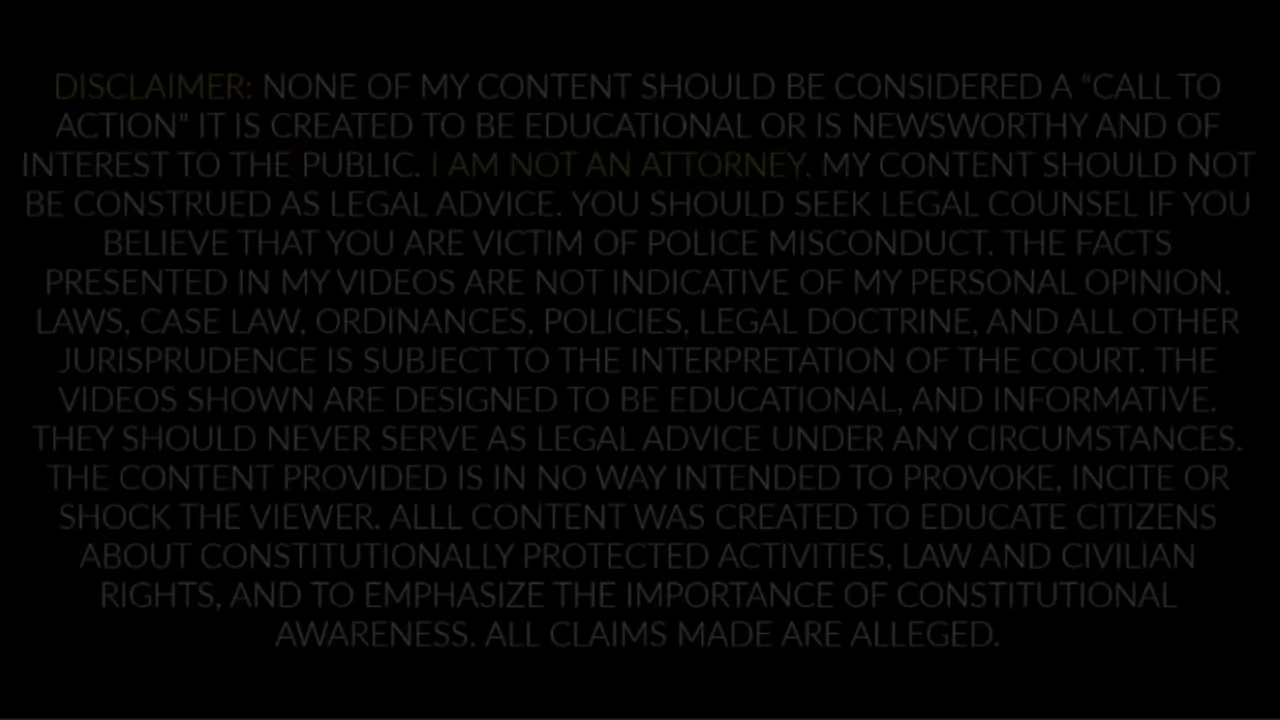 DISCLAIMER: NONE OF MY CONTENT SHOULD BE CONSIDERED A “CALL TO
ACTION" IT IS CREATED TO BE EDUCATIONAL OR IS NEWSWORTHY AND OF
INTEREST TO THE PUBLIC. I AM NOT AN ATTORNEY. MY CONTENT SHOULD NOT
BE CONSTRUED AS LEGAL ADVICE. YOU SHOULD SEEK LEGAL COUNSEL IF YOU
BELIEVE THAT YOU ARE VICTIM OF POLICE MISCONDUCT. THE FACTS
PRESENTED IN MY VIDEOS ARE NOT INDICATIVE OF MY PERSONAL OPINION.
LAWS, CASE LAW, ORDINANCES, POLICIES, LEGAL DOCTRINE, AND ALL OTHER
JURISPRUDENCE IS SUBJECT TO THE INTERPRETATION OF THE COURT. THE
VIDEOS SHOWN ARE DESIGNED TO BE EDUCATIONAL, AND INFORMATIVE.
THEY SHOULD NEVER SERVE AS LEGAL ADVICE UNDER ANY CIRCUMSTANCES.
THE CONTENT PROVIDED IS IN NO WAY INTENDED TO PROVOKE, INCITE OR
SHOCK THE VIEWER. ALLL CONTENT WAS CREATED TO EDUCATE CITIZENS
ABOUT CONSTITUTIONALLY PROTECTED ACTIVITIES, LAW AND CIVILIAN
RIGHTS, AND TO EMPHASIZE THE IMPORTANCE OF CONSTITUTIONAL
AWARENESS. ALL CLAIMS MADE ARE ALLEGED.